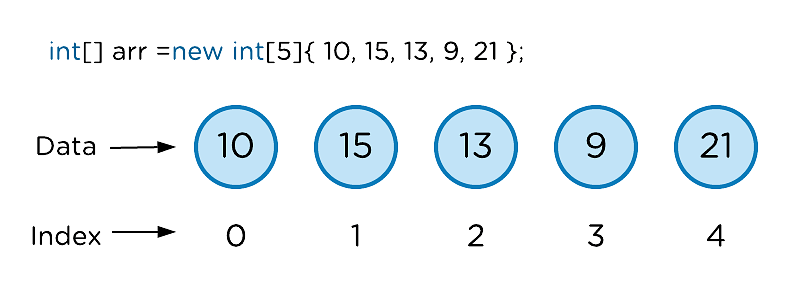 int[] arr =new int[5]{ 10, 15, 13, 9, 21 };
Data 10 15 13 9 21
Index 0 1 2 3 4